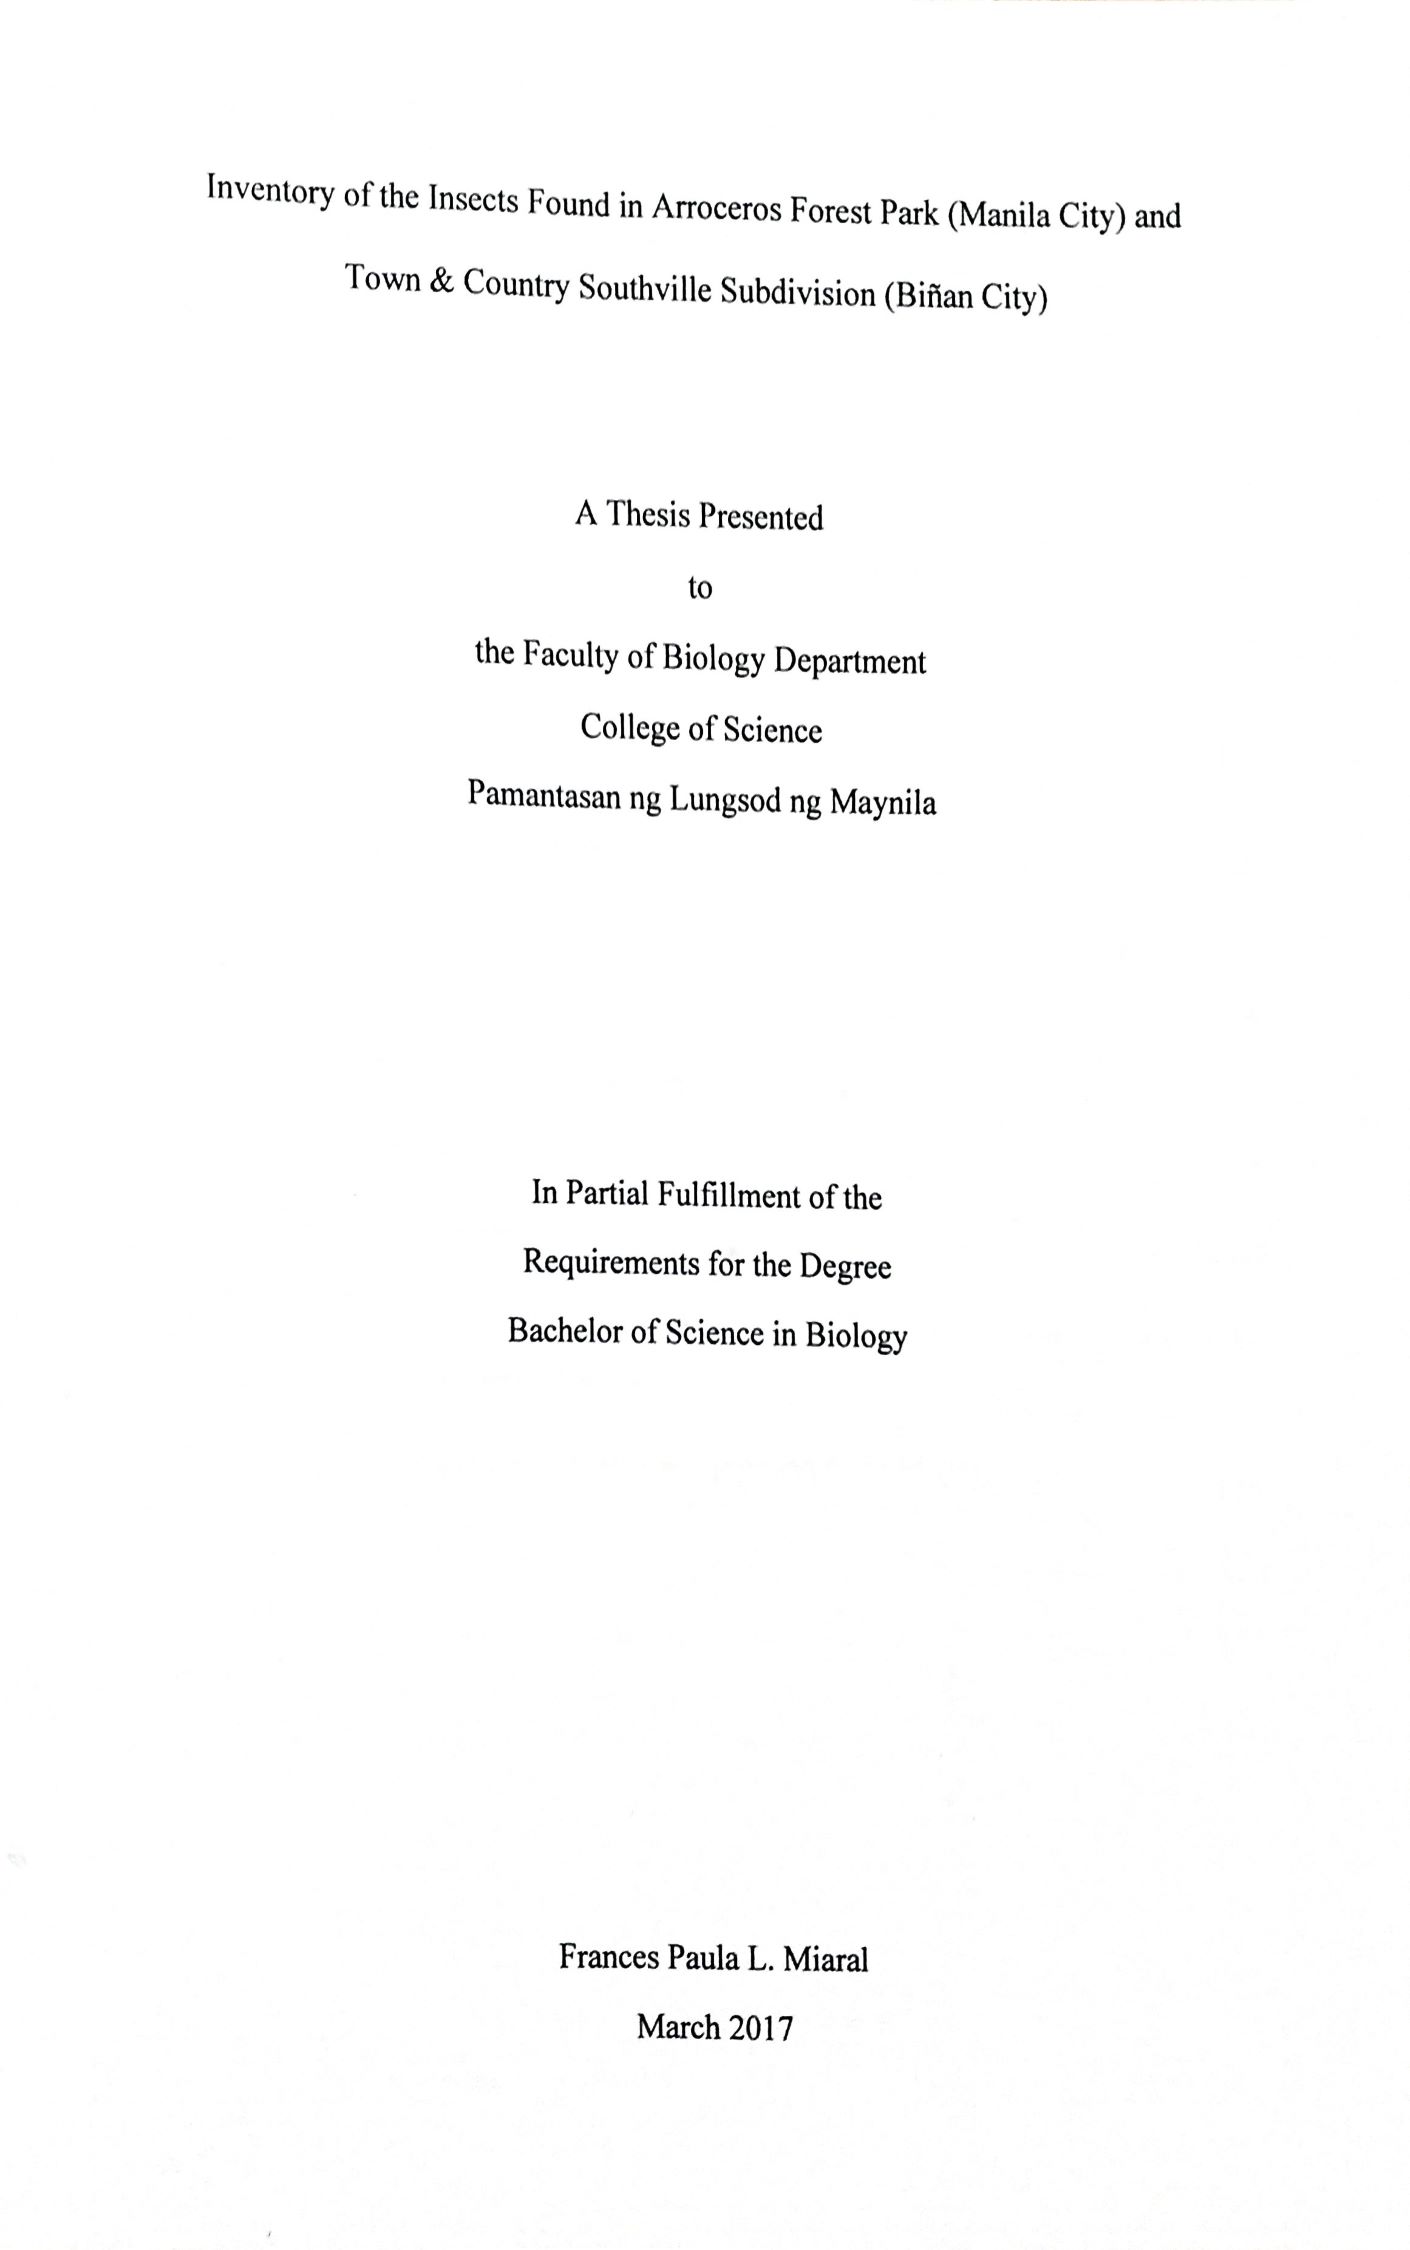 Inventory of the Insects Found in Arroceros Forest Park (Manila City) and
Town & Country Southville Subdivision (Biñan City)
A Thesis Presented
to
the Faculty of Biology Department
College of Science
Pamantasan ng Lungsod ng Maynila
In Partial Fulfillment of the
Requirements for the Degree
Bachelor of Science in Biology
Frances Paula L. Miaral
March 2017